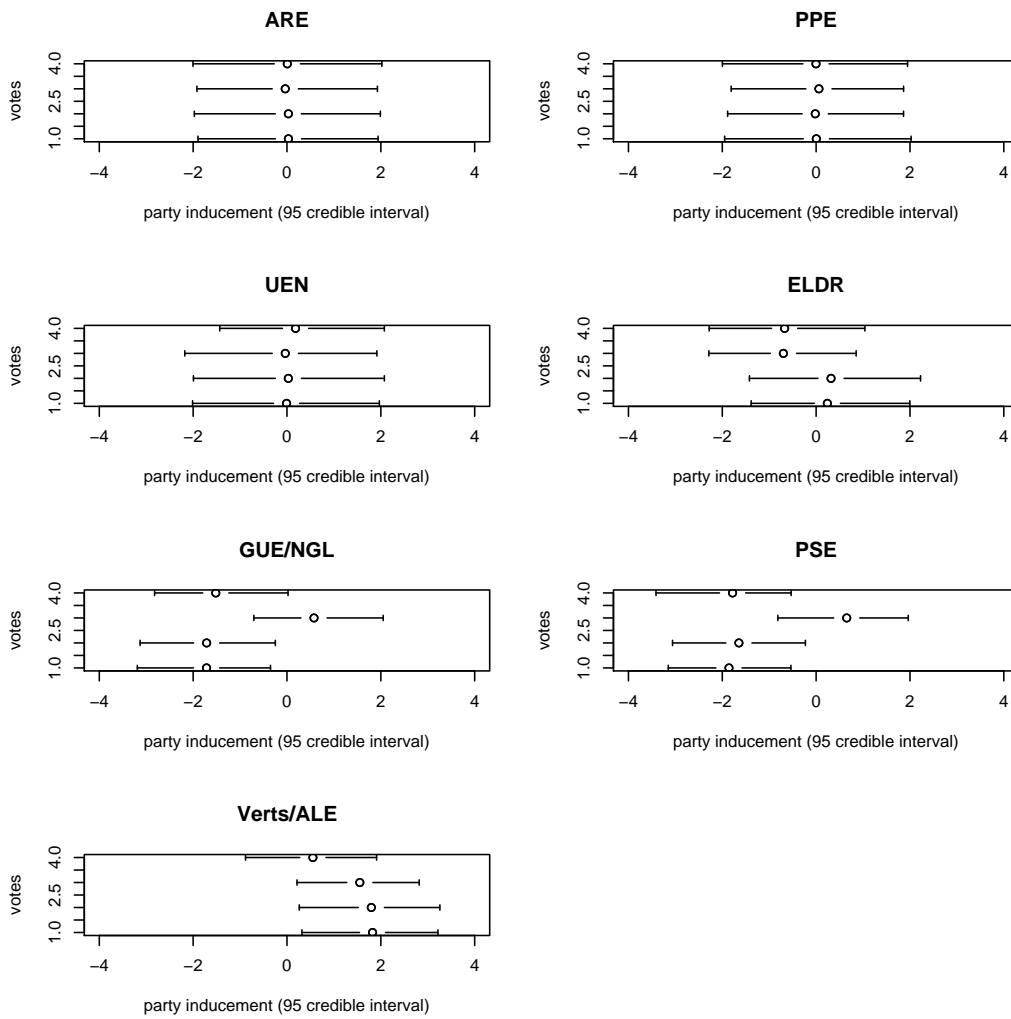 ARE
votes
1.0 2.5 4.0
−4 −2 0 2 4
party inducement (95 credible interval)
PPE
votes
1.0 2.5 4.0
−4 −2 0 2 4
party inducement (95 credible interval)
UEN
votes
1.0 2.5 4.0
−4 −2 0 2 4
party inducement (95 credible interval)
ELDR
votes
1.0 2.5 4.0
−4 −2 0 2 4
party inducement (95 credible interval)
GUE/NGL
votes
1.0 2.5 4.0
−4 −2 0 2 4
party inducement (95 credible interval)
PSE
votes
1.0 2.5 4.0
−4 −2 0 2 4
party inducement (95 credible interval)
Verts/ALE
votes
1.0 2.5 4.0
−4 −2 0 2 4
party inducement (95 credible interval)